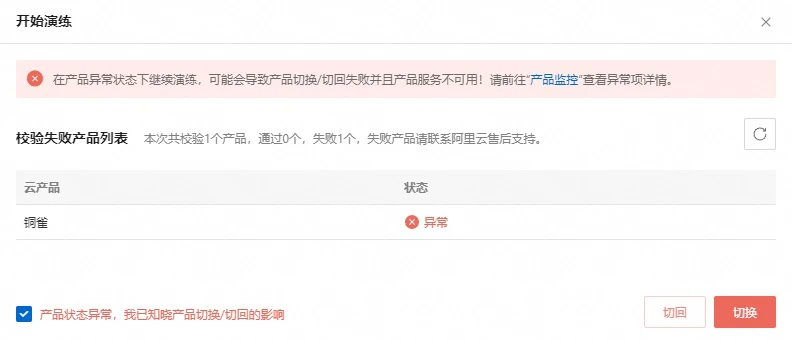 开始演练
在产品异常状态下继续演练，可能会导致产品切换/切回失败并且产品服务不可用！请前往“产品监控”查看异常项详情。
校验失败产品列表 本次共校验1个产品，通过0个，失败1个，失败产品请联系阿里云售后支持。
云产品 状态
铜雀 异常
产品状态异常，我已知晓产品切换/切回的影响 切回 切换